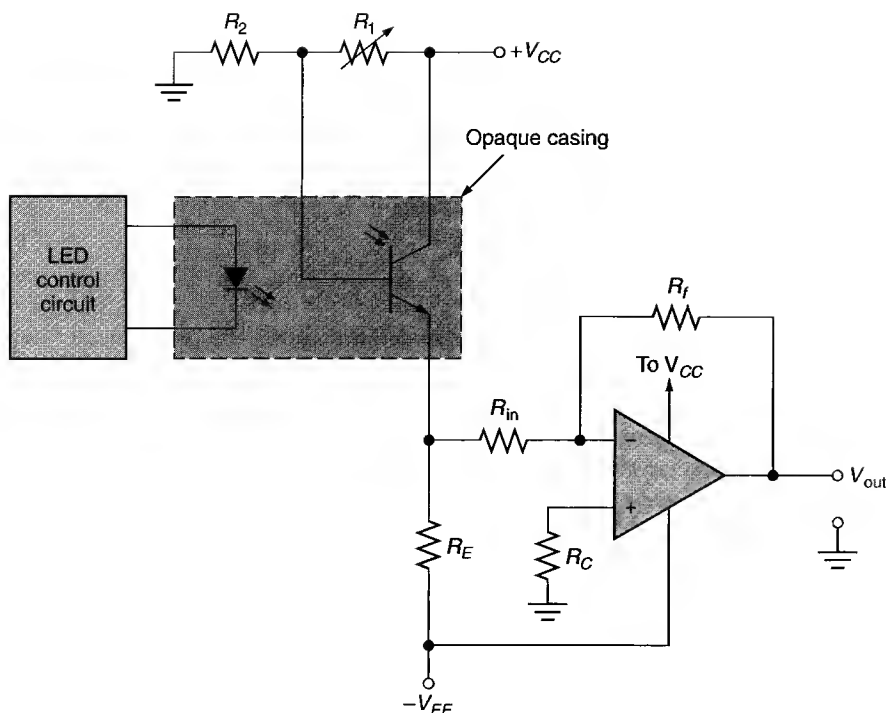 R2
R1
+VCC
Opaque casing
LED
control
circuit
Rf
To VCC
Rin
−
+
Vout
RE
RC
−VEE